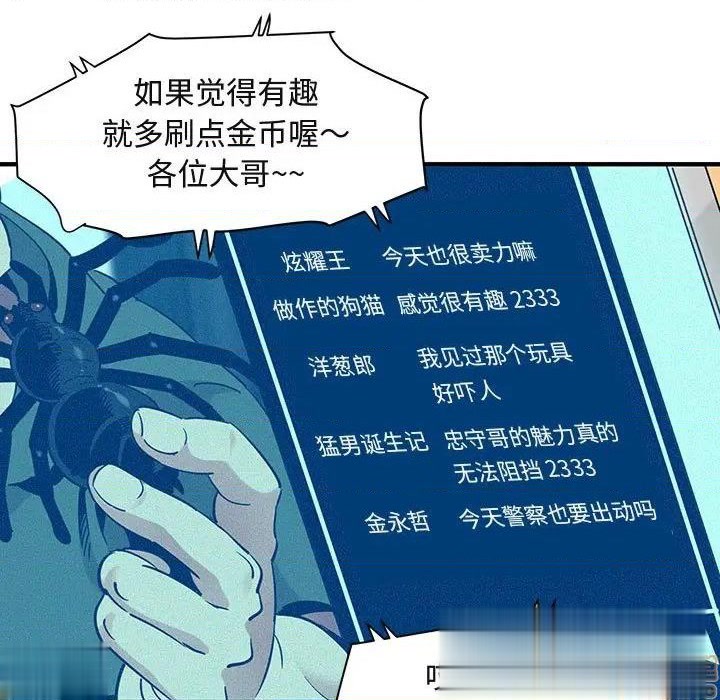 如果觉得有趣
就多刷点金币喔～
各位大哥~~
炫耀王 今天也很卖力嘛
做作的狗猫 感觉很有趣 2333
洋葱郎 我见过那个玩具
好吓人
猛男诞生记 忠守哥的魅力真的
无法阻挡 2333
金永哲 今天警察也要出动吗